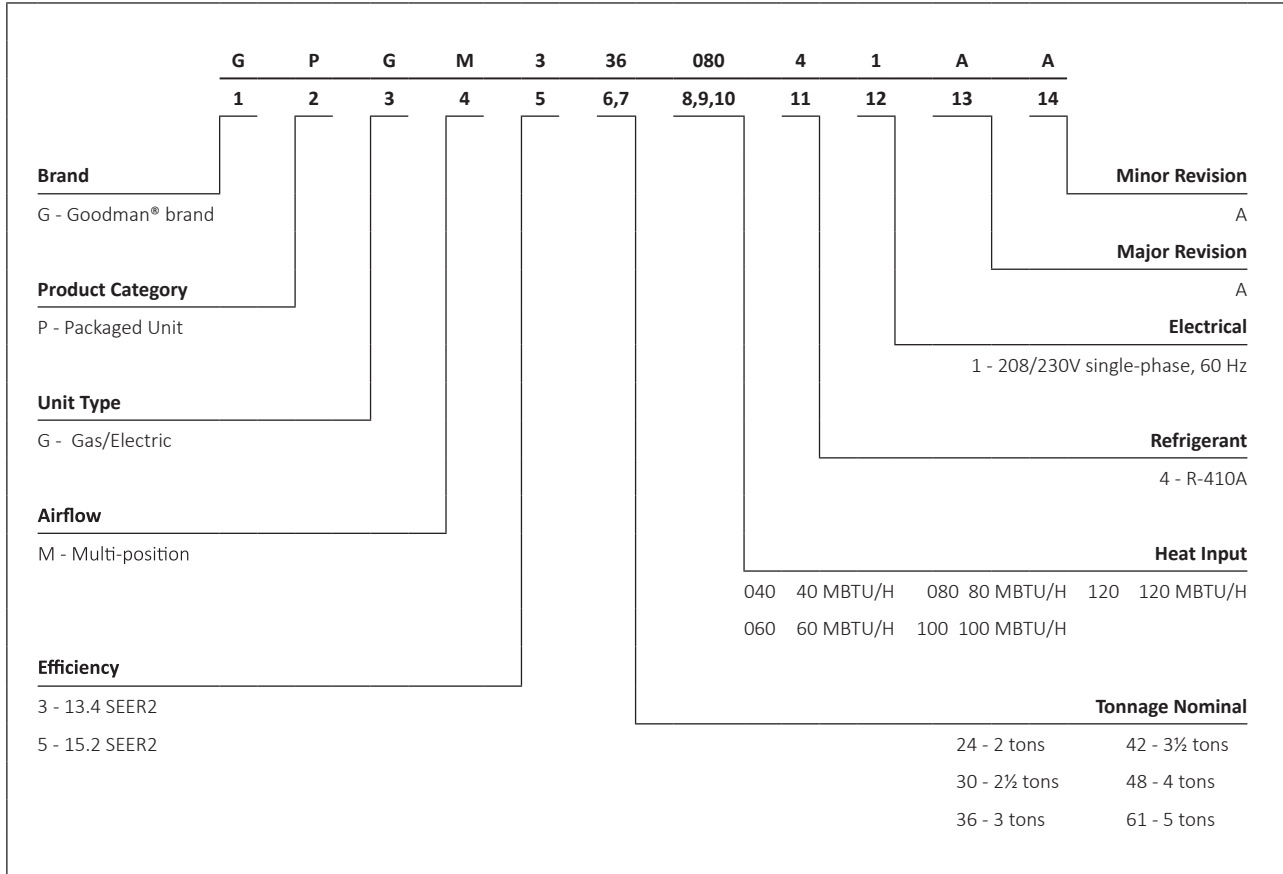 G P G M 3 36 080 4 1 A A
1 2 3 4 5 6,7 8,9,10 11 12 13 14
Brand
G - Goodman® brand
Product Category
P - Packaged Unit
Unit Type
G - Gas/Electric
Airflow
M - Multi-position
Efficiency
3 - 13.4 SEER2
5 - 15.2 SEER2
Minor Revision
A
Major Revision
A
Electrical
1 - 208/230V single-phase, 60 Hz
Refrigerant
4 - R-410A
Heat Input
040 40 MBTU/H 080 80 MBTU/H 120 120 MBTU/H
060 60 MBTU/H 100 100 MBTU/H
Tonnage Nominal
24 - 2 tons 42 - 3½ tons
30 - 2½ tons 48 - 4 tons
36 - 3 tons 61 - 5 tons